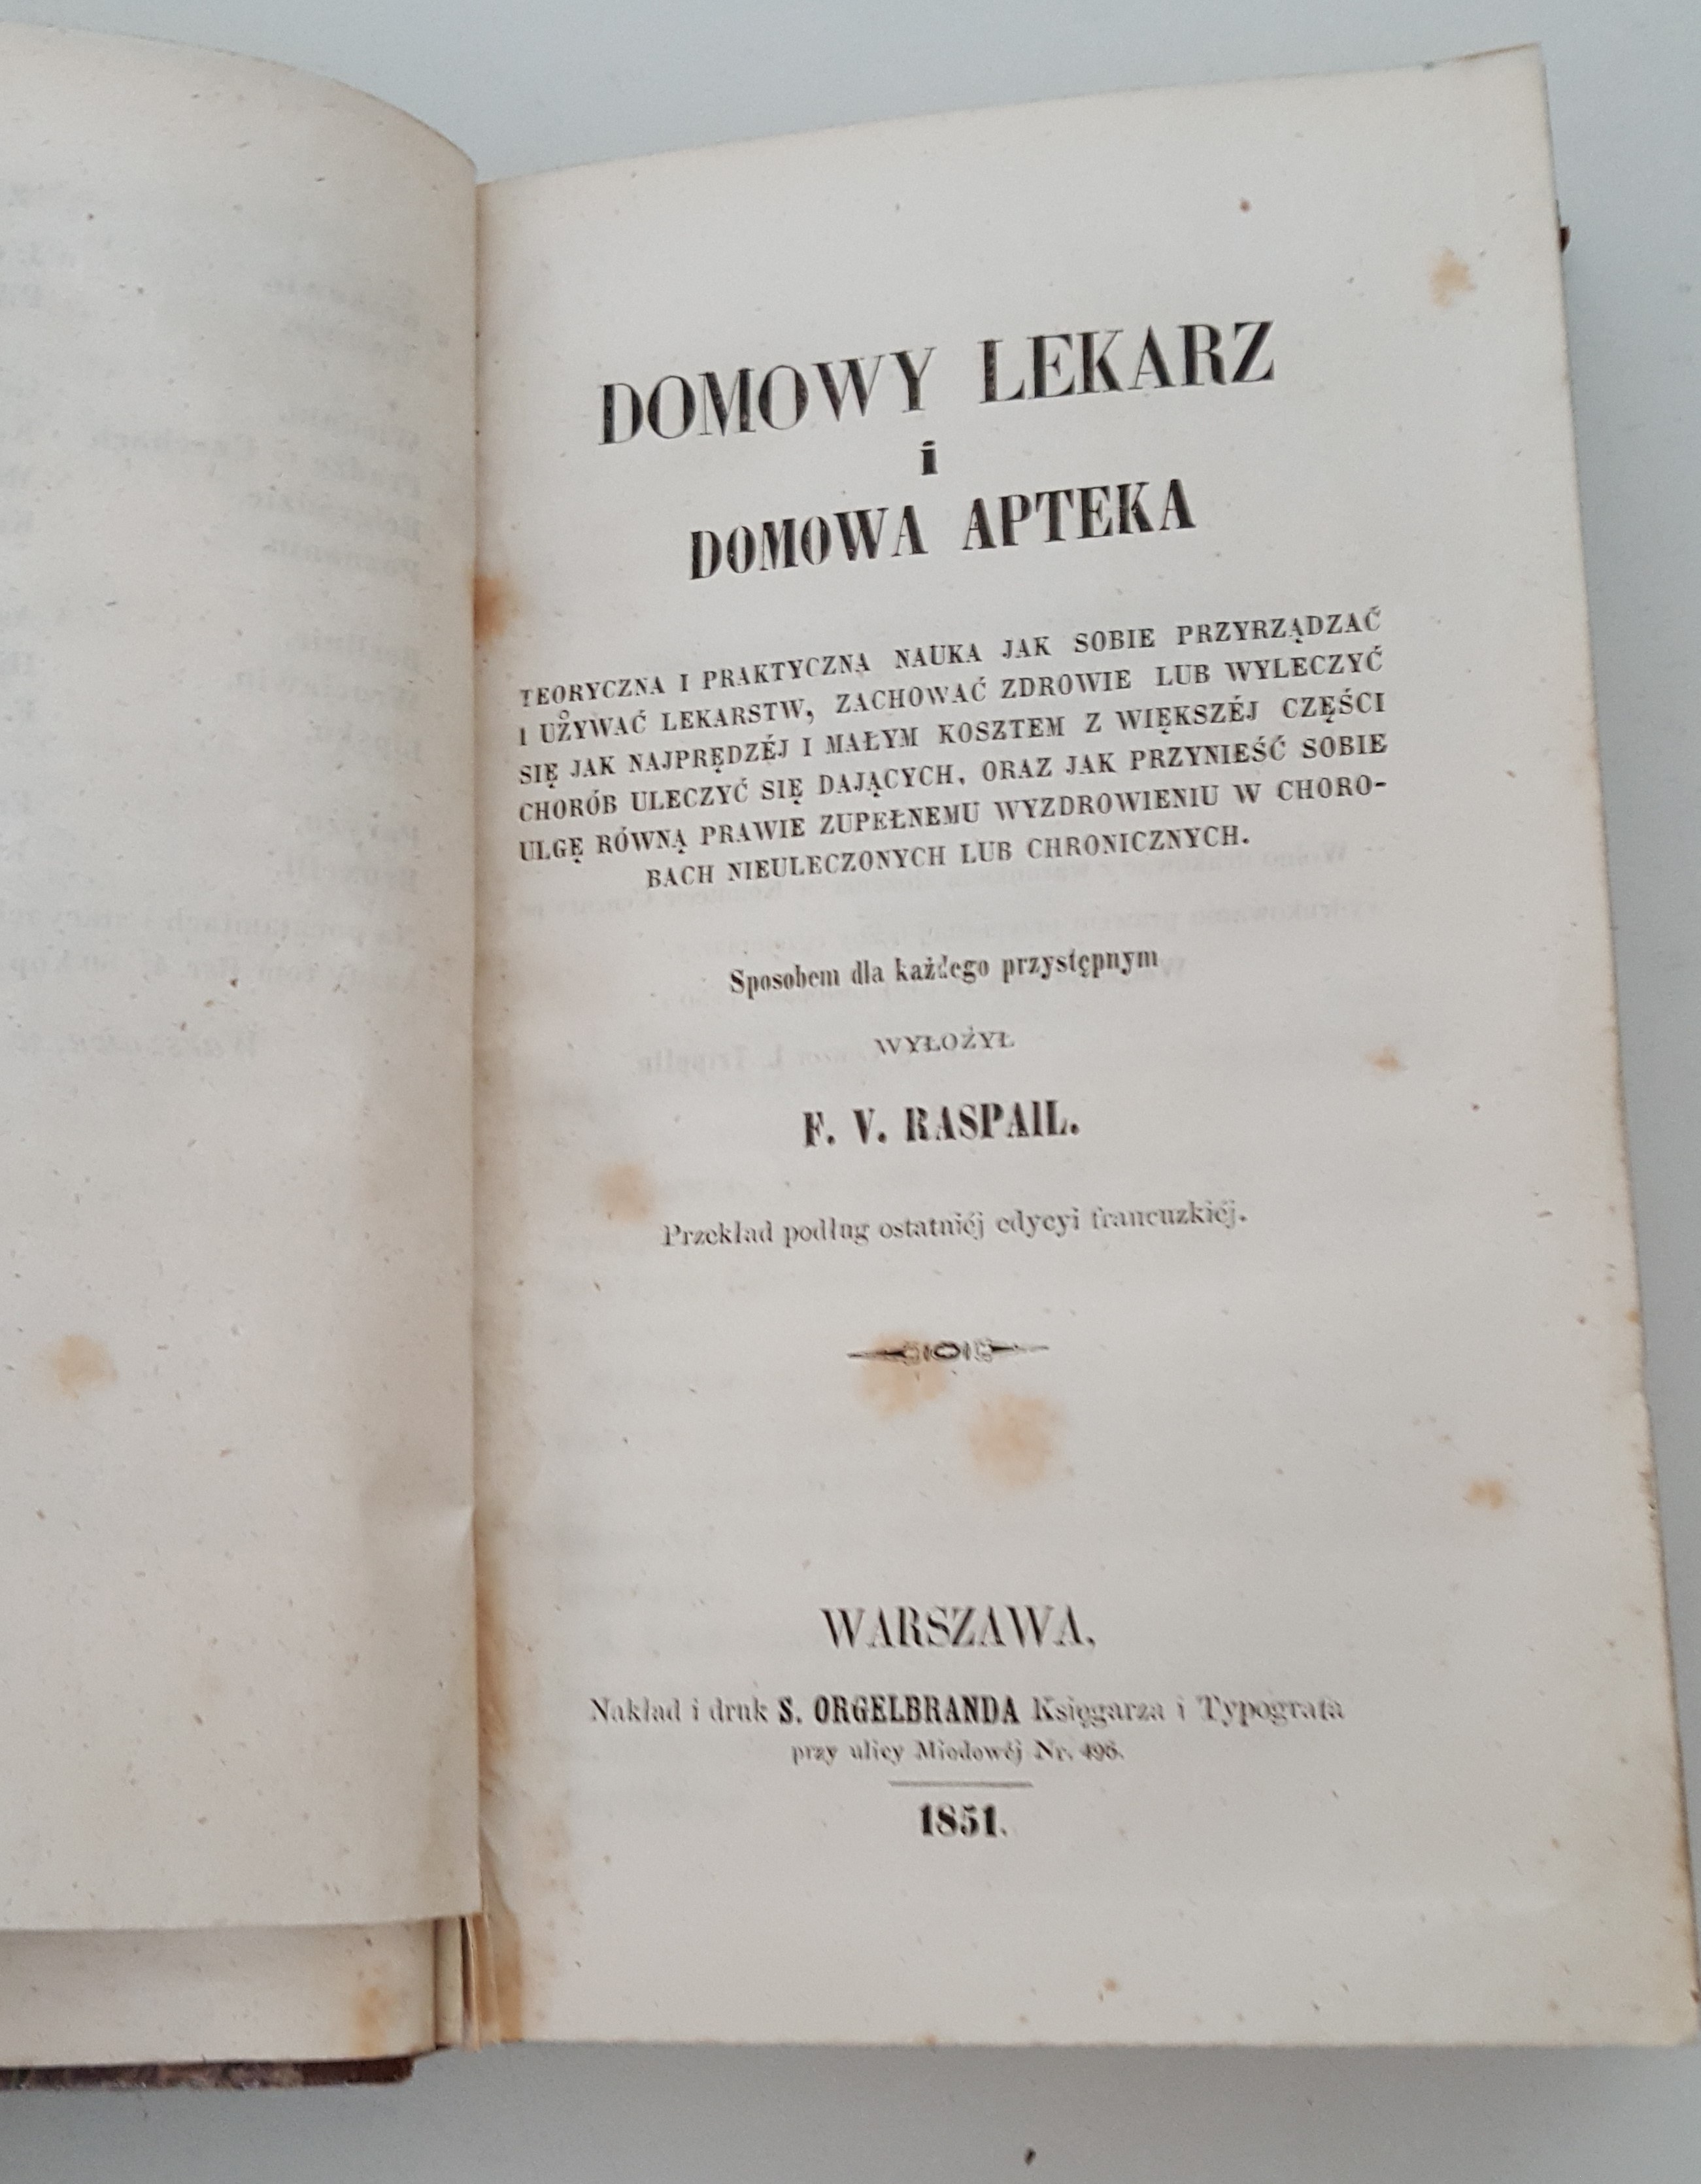 DOMOWY LEKARZ
i
DOMOWA APTEKA
TEORYCZNA I PRAKTYCZNA NAUKA JAK SOBIE PRZYRZĄDZAĆ
I UŻYWAĆ LEKARSTW, ZACHOWAĆ ZDROWIE LUB WYLECZYĆ
SIĘ JAK NAJPRĘDZÉJ I MAŁYM KOSZTEM Z WIĘKSZÉJ CZĘŚCI
CHORÓB ULECZYĆ SIĘ DAJĄCYCH, ORAZ JAK PRZYNIEŚĆ SOBIE
ULGĘ RÓWNĄ PRAWIE ZUPEŁNEMU WYZDROWIENIU W CHORO-
BACH NIEULECZONYCH LUB CHRONICZNYCH.
Sposobem dla każdego przystępnym
WYŁOŻYŁ
F. V. RASPAIL.
Przekład podług ostatniéj edycyi francuzkiéj.
WARSZAWA,
Nakład i druk S. ORGELBRANDA Księgarza i Typografa
przy ulicy Miodowéj Nr. 496.
1851.